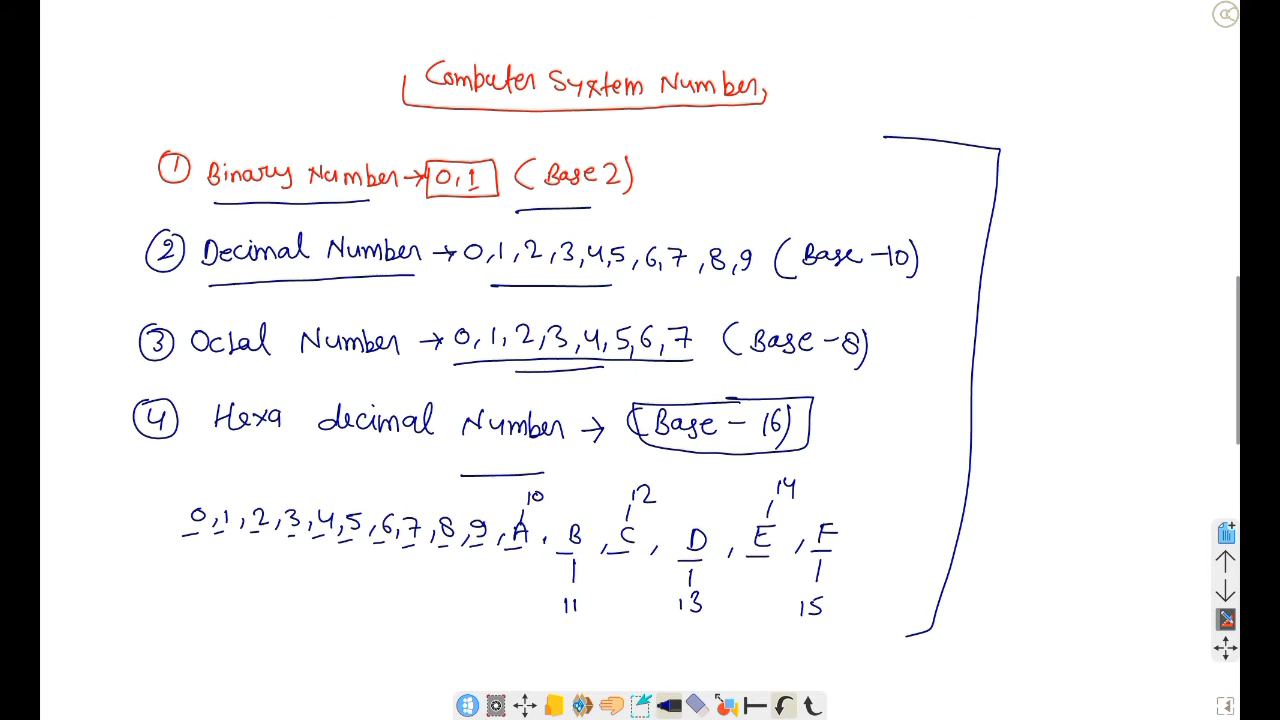 Computer System Number,
① Binary Number → 0, 1 (Base 2)
② Decimal Number → 0, 1, 2, 3, 4, 5, 6, 7, 8, 9 (Base - 10)
③ Octal Number → 0, 1, 2, 3, 4, 5, 6, 7 (Base - 8)
④ Hexa decimal Number → (Base - 16)
10 12 14
0, 1, 2, 3, 4, 5, 6, 7, 8, 9, A, B, C, D, E, F
11 13 15